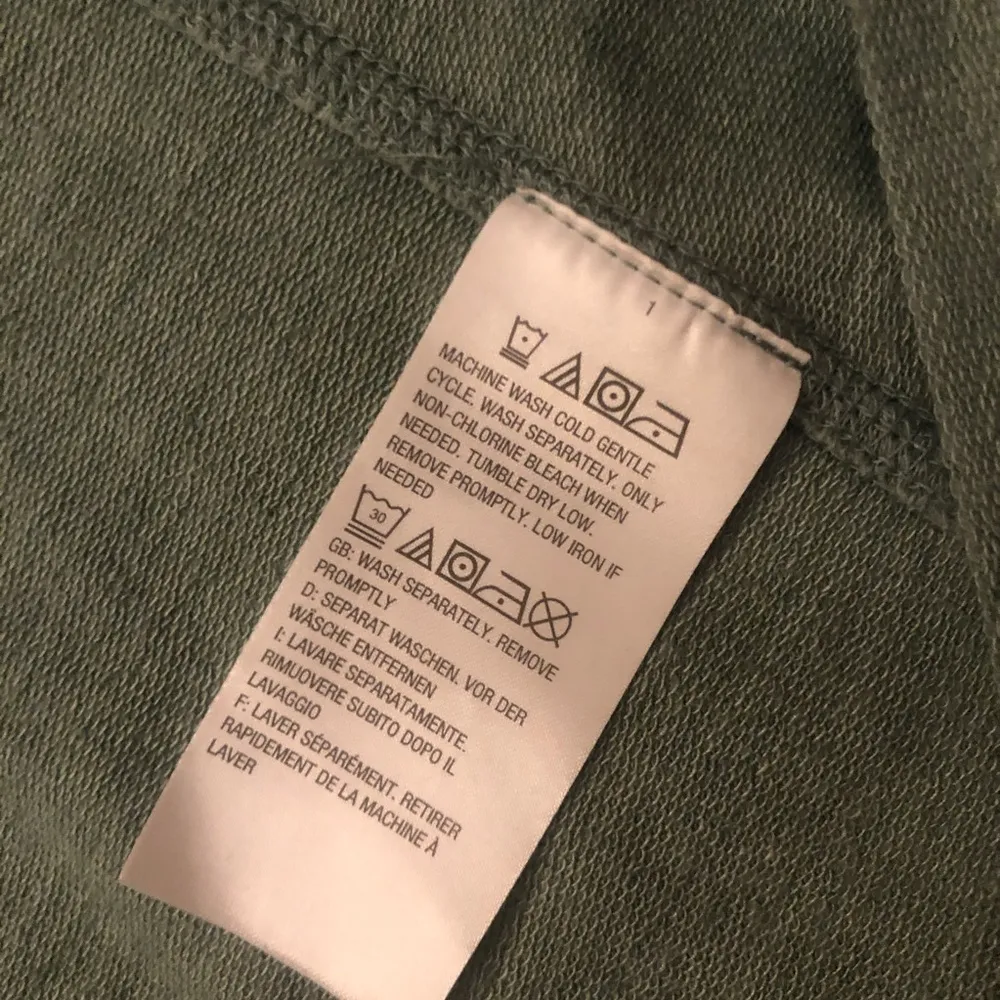 1
MACHINE WASH COLD GENTLE
CYCLE. WASH SEPARATELY. ONLY
NON-CHLORINE BLEACH WHEN
NEEDED. TUMBLE DRY LOW.
REMOVE PROMPTLY. LOW IRON IF
NEEDED
30
GB: WASH SEPARATELY. REMOVE
PROMPTLY
D: SEPARAT WASCHEN. VOR DER
WÄSCHE ENTFERNEN
I: LAVARE SEPARATAMENTE.
RIMUOVERE SUBITO DOPO IL
LAVAGGIO
F: LAVER SÉPARÉMENT. RETIRER
RAPIDEMENT DE LA MACHINE À
LAVER